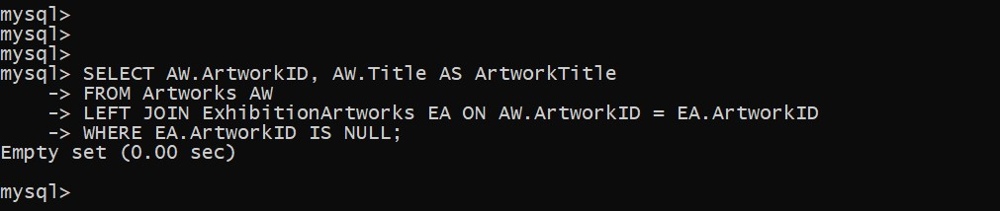 mysql>
mysql>
mysql>
mysql> SELECT AW.ArtworkID, AW.Title AS ArtworkTitle
    -> FROM Artworks AW
    -> LEFT JOIN ExhibitionArtworks EA ON AW.ArtworkID = EA.ArtworkID
    -> WHERE EA.ArtworkID IS NULL;
Empty set (0.00 sec)
mysql>